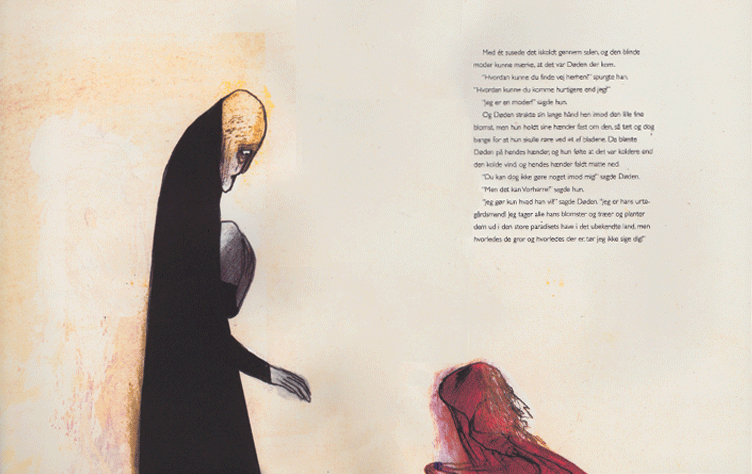 Med ét susede det iskoldt gennem salen, og den blinde
moder kunne mærke, at det var Døden der kom.
"Hvordan kunne du finde vej herhen?" spurgte han.
"Hvordan kunne du komme hurtigere end jeg?"
"Jeg er en moder!" sagde hun.
Og Døden strakte sin lange hånd hen imod den lille fine
blomst, men hun holdt sine hænder fast om den, så tæt og dog
bange for at hun skulle røre ved et af bladene. Da blæste
Døden på hendes hænder, og hun følte at det var koldere end
den kolde vind, og hendes hænder faldt matte ned.
"Du kan dog ikke gøre noget imod mig!" sagde Døden.
"Men det kan Vorherre!" sagde hun.
"Jeg gør kun hvad han vil!" sagde Døden. "Jeg er hans urte-
gårdsmand! Jeg tager alle hans blomster og træer og planter
dem ud i den store paradisets have i det ubekendte land, men
hvorledes de gror og hvorledes der er, tør jeg ikke sige dig!"